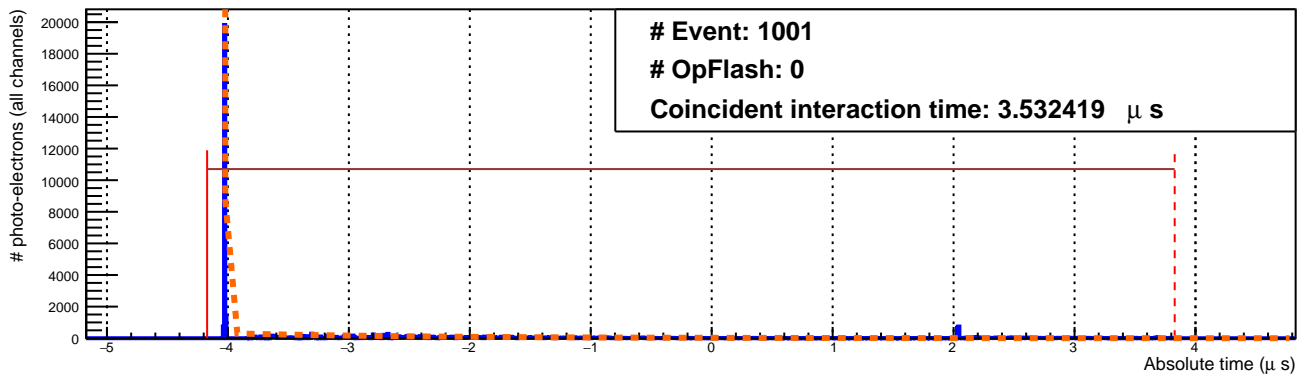 # Event: 1001
# OpFlash: 0
Coincident interaction time: 3.532419 μ s
# photo-electrons (all channels)
20000
18000
16000
14000
12000
10000
8000
6000
4000
2000
0
-5 -4 -3 -2 -1 0 1 2 3 4
Absolute time (μ s)